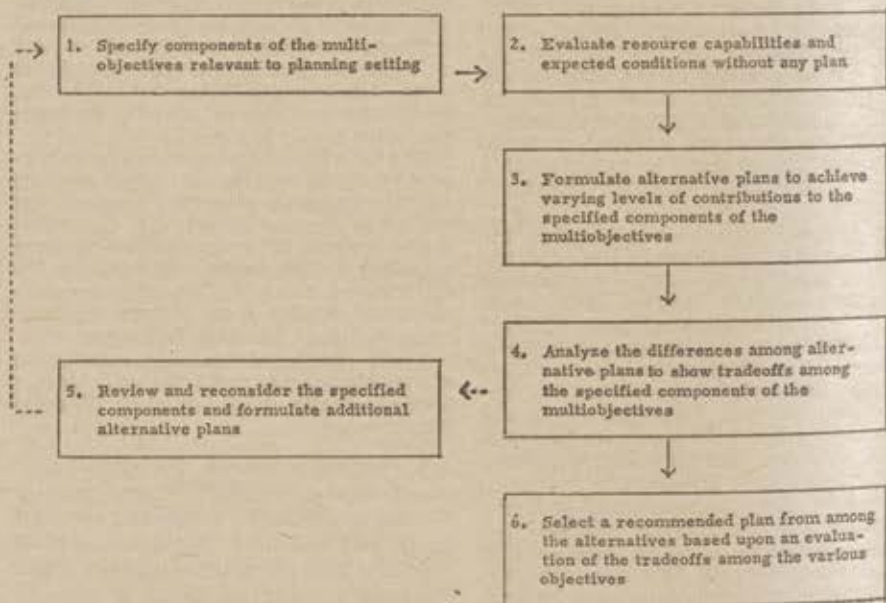 1. Specify components of the multi-
objectives relevant to planning setting
2. Evaluate resource capabilities and
expected conditions without any plan
3. Formulate alternative plans to achieve
varying levels of contributions to the
specified components of the
multiobjectives
4. Analyze the differences among alter-
native plans to show tradeoffs among
the specified components of the
multiobjectives
5. Review and reconsider the specified
components and formulate additional
alternative plans
6. Select a recommended plan from among
the alternatives based upon an evalua-
tion of the tradeoffs among the various
objectives